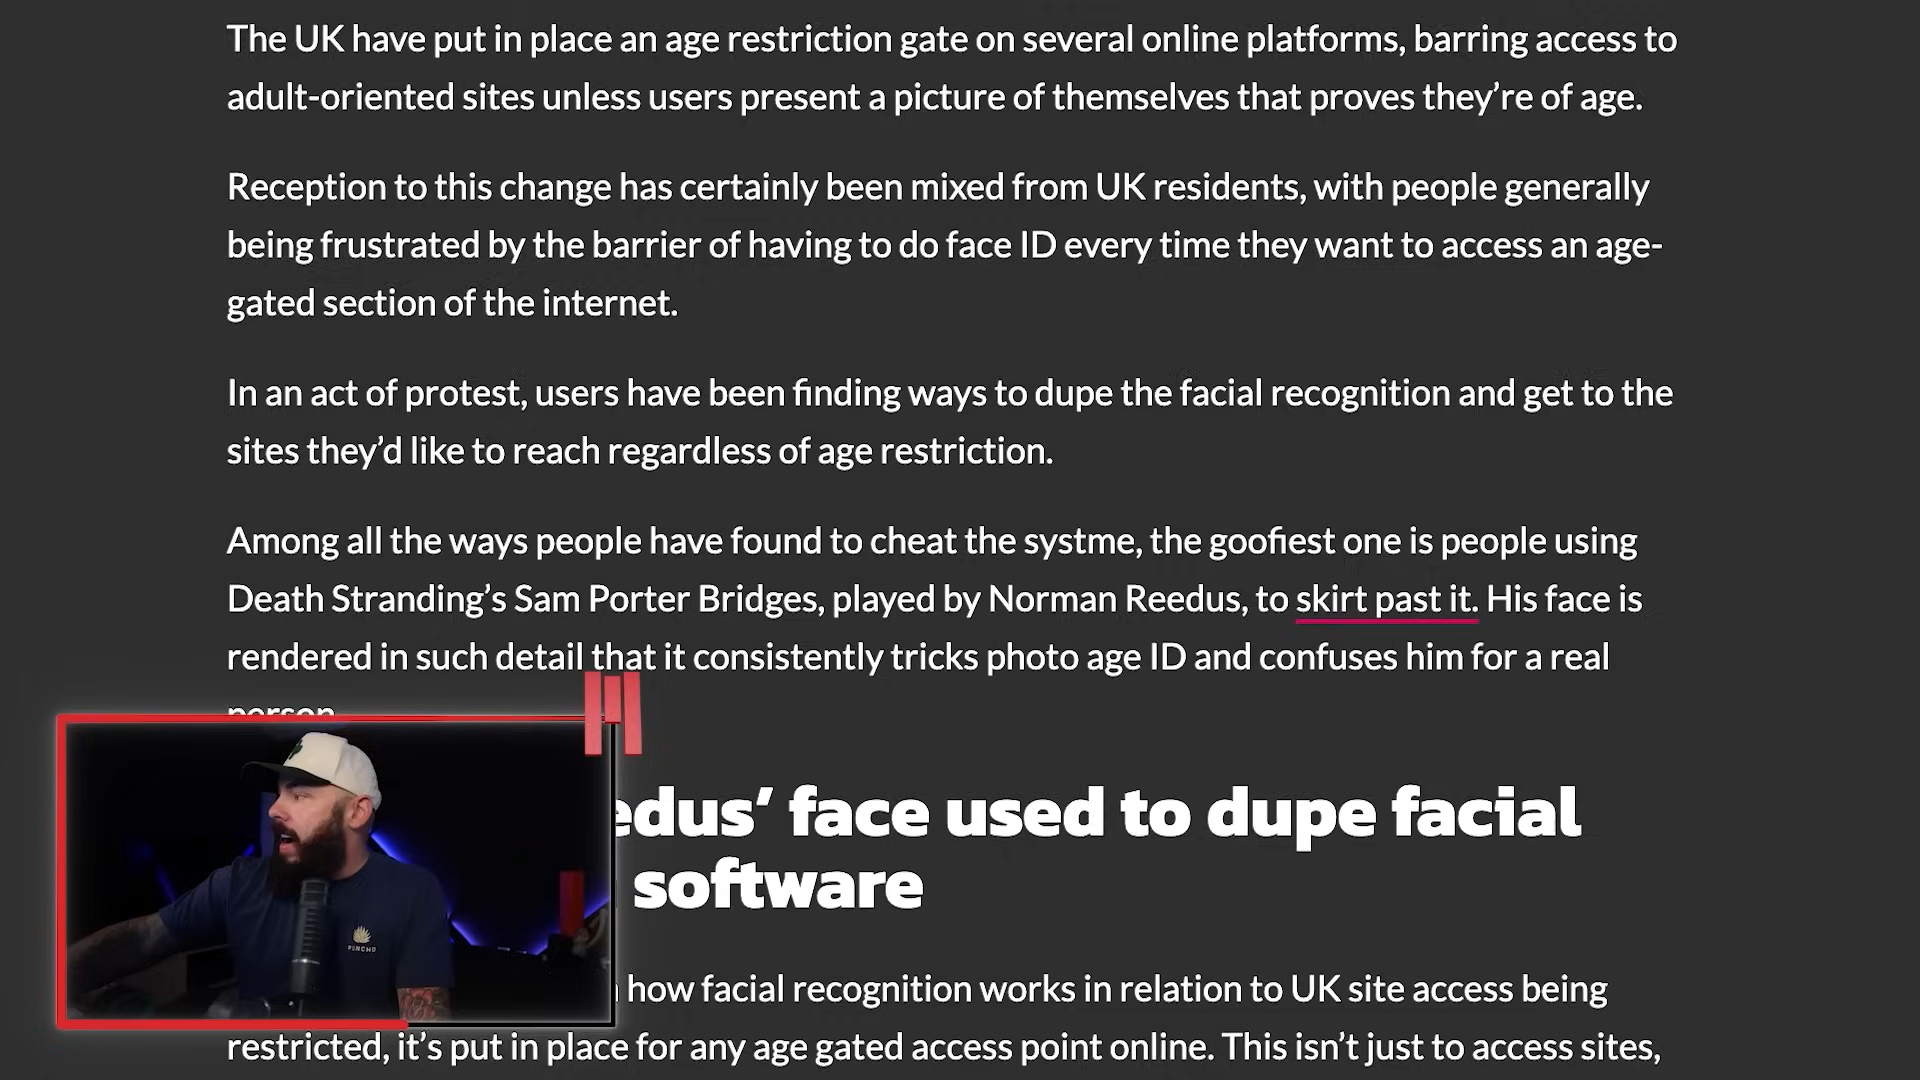 The UK have put in place an age restriction gate on several online platforms, barring access to
adult-oriented sites unless users present a picture of themselves that proves they’re of age.
Reception to this change has certainly been mixed from UK residents, with people generally
being frustrated by the barrier of having to do face ID every time they want to access an age-
gated section of the internet.
In an act of protest, users have been finding ways to dupe the facial recognition and get to the
sites they’d like to reach regardless of age restriction.
Among all the ways people have found to cheat the systme, the goofiest one is people using
Death Stranding’s Sam Porter Bridges, played by Norman Reedus, to skirt past it. His face is
rendered in such detail that it consistently tricks photo age ID and confuses him for a real
person.
edus’ face used to dupe facial
software
how facial recognition works in relation to UK site access being
restricted, it’s put in place for any age gated access point online. This isn’t just to access sites,
PENCHO